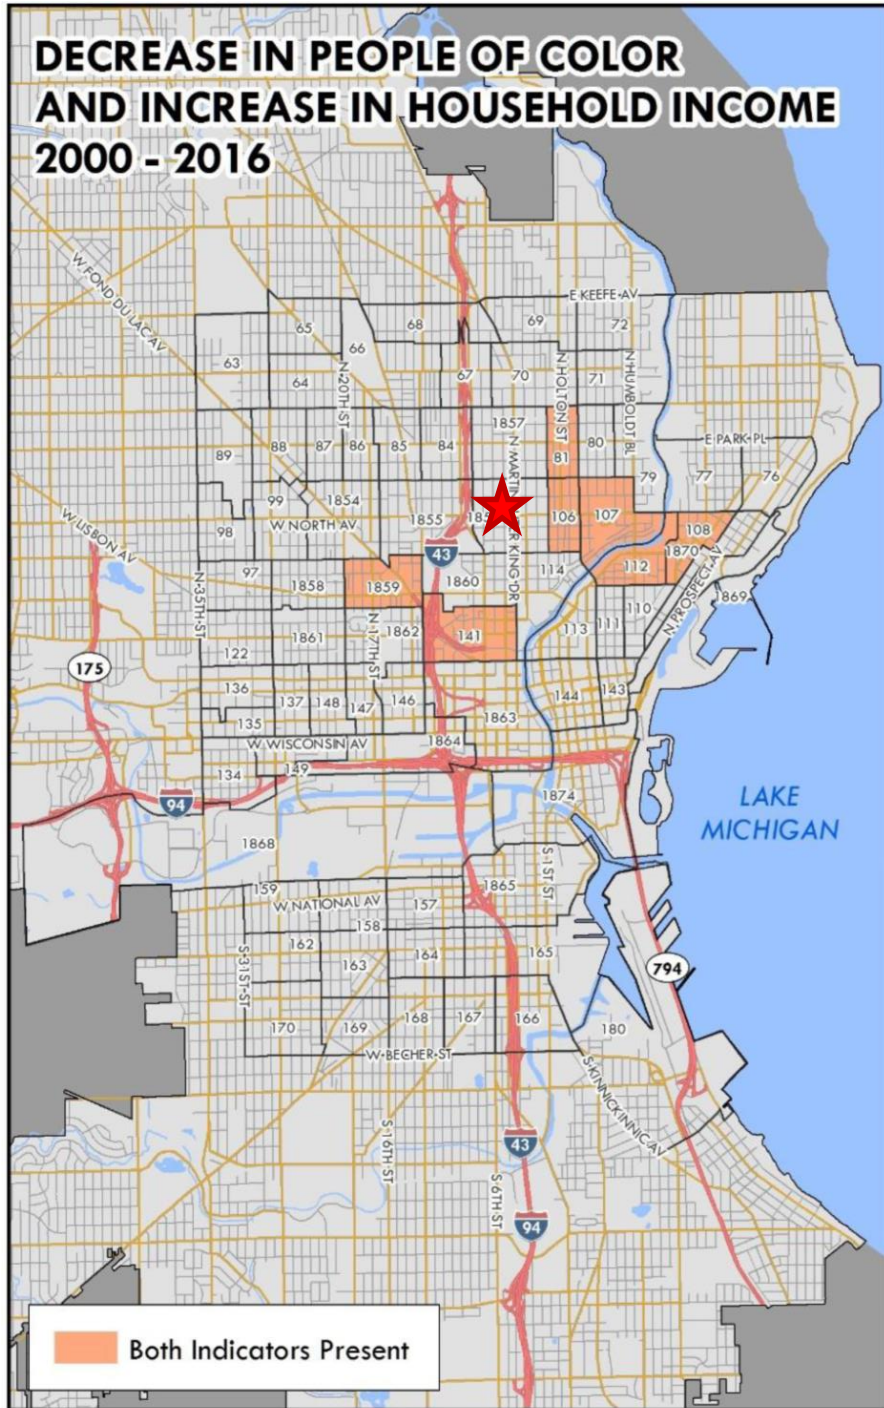 DECREASE IN PEOPLE OF COLOR
AND INCREASE IN HOUSEHOLD INCOME
2000 - 2016
W FOND DU LAC AV
E KEEFE AV
65
68
69
72
66
63
N 20TH ST
67
70
N HOLTON ST
71
N HUMBOLDT BL
64
1857
88
87
86
85
84
81
80
E PARK PL
89
N MARTIN
79
77
76
99
1854
W LISBON AV
98
W NORTH AV
1855
106
107
108
43
1870
97
1860
114
112
N PROSPECT AV
1858
1859
KING DR
1869
N 35TH ST
110
1861
N 17TH ST
1862
141
113
111
122
175
136
137
148
147
146
144
143
135
1863
W WISCONSIN AV
1864
134
149
94
1874
LAKE
MICHIGAN
1868
S 1ST ST
159
1865
W NATIONAL AV
157
158
162
165
164
163
S 31ST ST
794
170
169
168
167
166
180
W BECHER ST
S KINNICKINNIC AV
S 16TH ST
43
S 6TH ST
94
Both Indicators Present